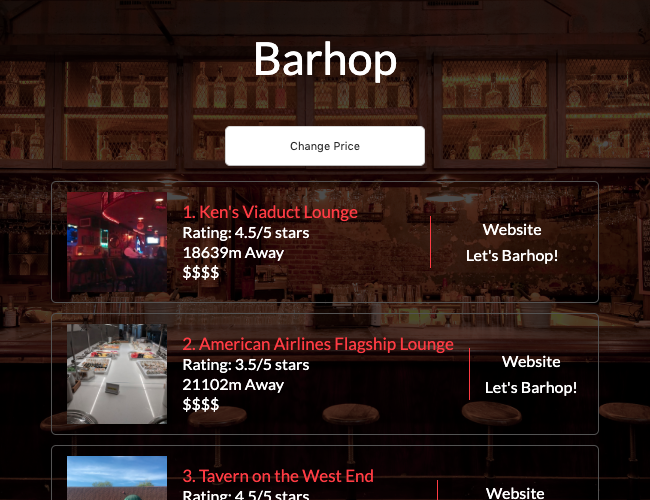 Barhop
Change Price
1. Ken's Viaduct Lounge
Rating: 4.5/5 stars
18639m Away
$$$$
Website
Let's Barhop!
2. American Airlines Flagship Lounge
Rating: 3.5/5 stars
21102m Away
$$$$
Website
Let's Barhop!
3. Tavern on the West End
Rating: 4.5/5 stars
Website